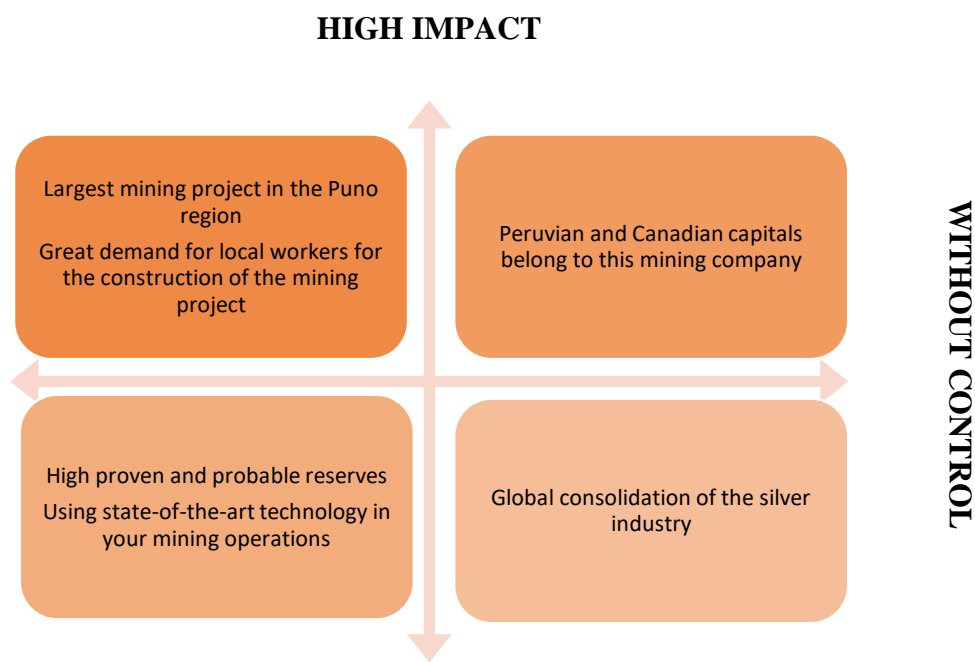 HIGH IMPACT
Largest mining project in the Puno
region
Great demand for local workers for
the construction of the mining
project
Peruvian and Canadian capitals
belong to this mining company
WITHOUT CONTROL
High proven and probable reserves
Using state-of-the-art technology in
your mining operations
Global consolidation of the silver
industry